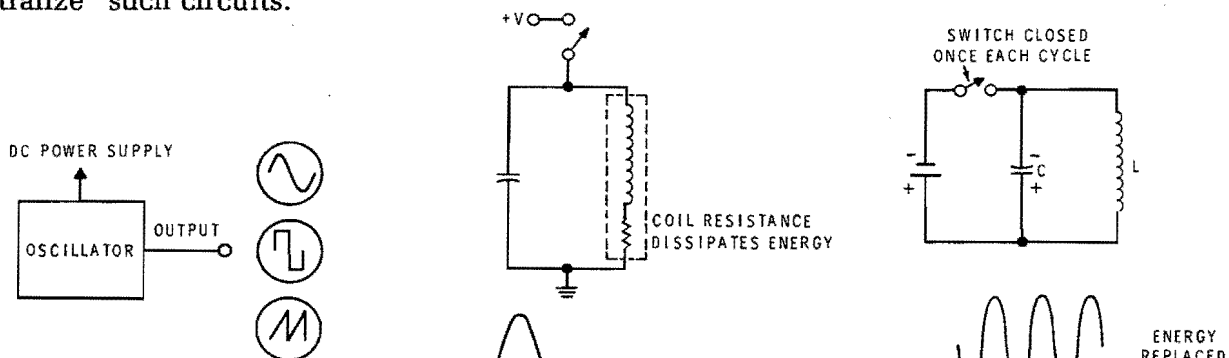 tralize" such circuits.
+V
SWITCH CLOSED
ONCE EACH CYCLE
DC POWER SUPPLY
OSCILLATOR
OUTPUT
COIL RESISTANCE
DISSIPATES ENERGY
-
+
-
C
+
L
ENERGY
REPLACED